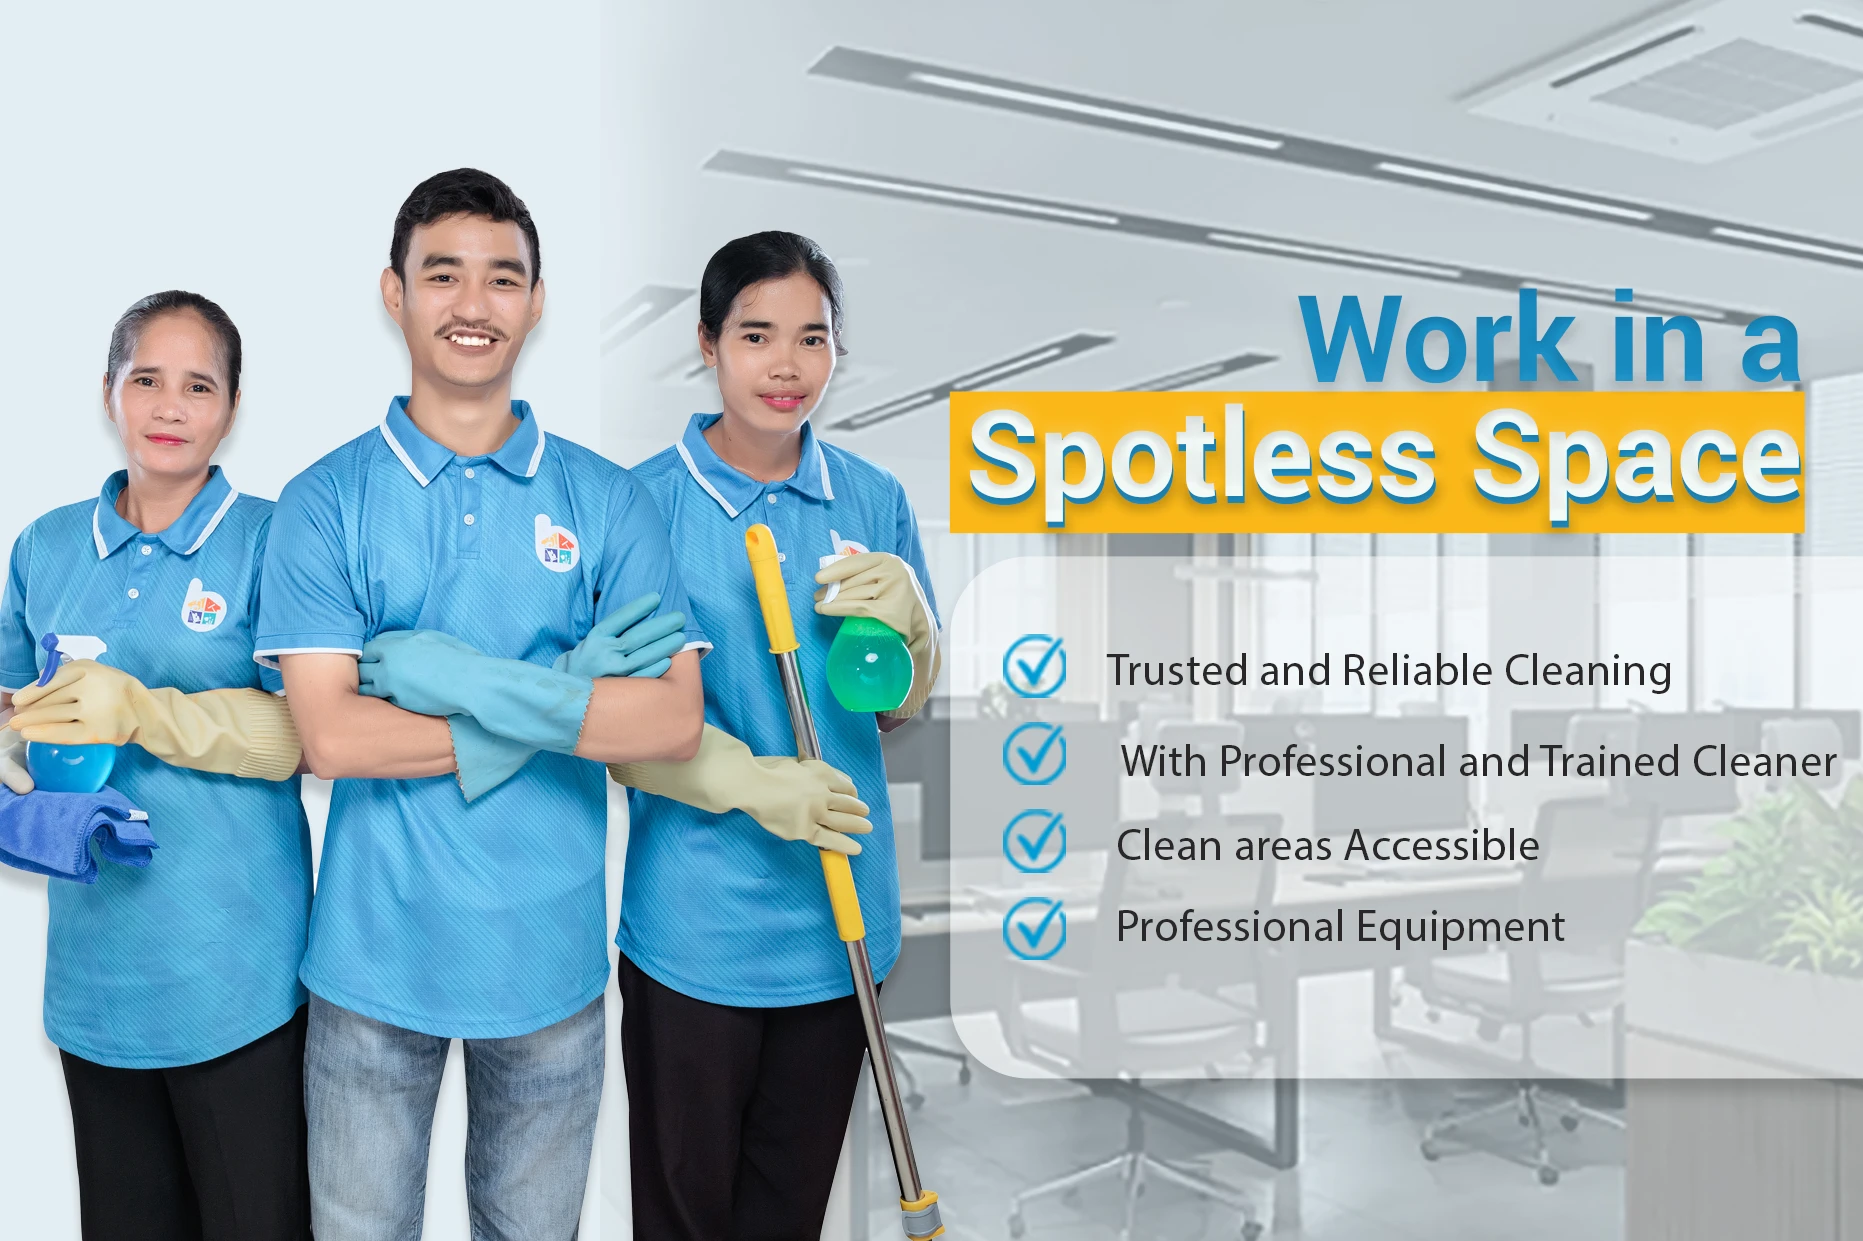 Work in a
Spotless Space
Trusted and Reliable Cleaning
With Professional and Trained Cleaner
Clean areas Accessible
Professional Equipment